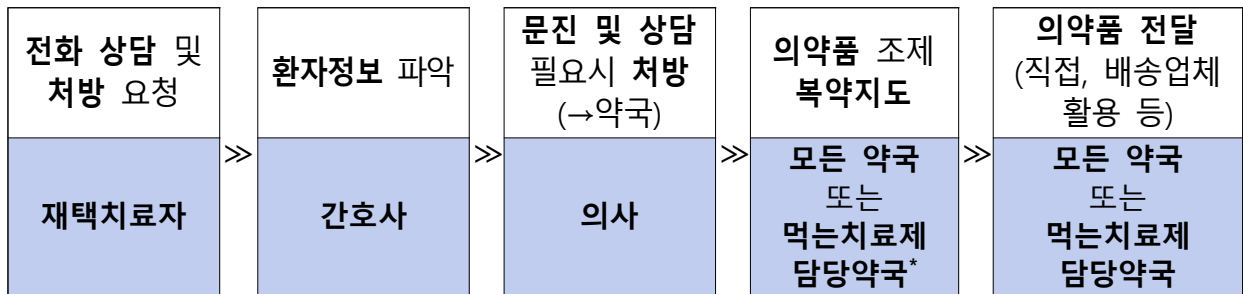 전화 상담 및
처방 요청
재택치료자
≫
환자정보 파악
간호사
≫
문진 및 상담
필요시 처방
(→약국)
의사
≫
의약품 조제
복약지도
모든 약국
또는
먹는치료제
담당약국*
≫
의약품 전달
(직접, 배송업체
활용 등)
모든 약국
또는
먹는치료제
담당약국